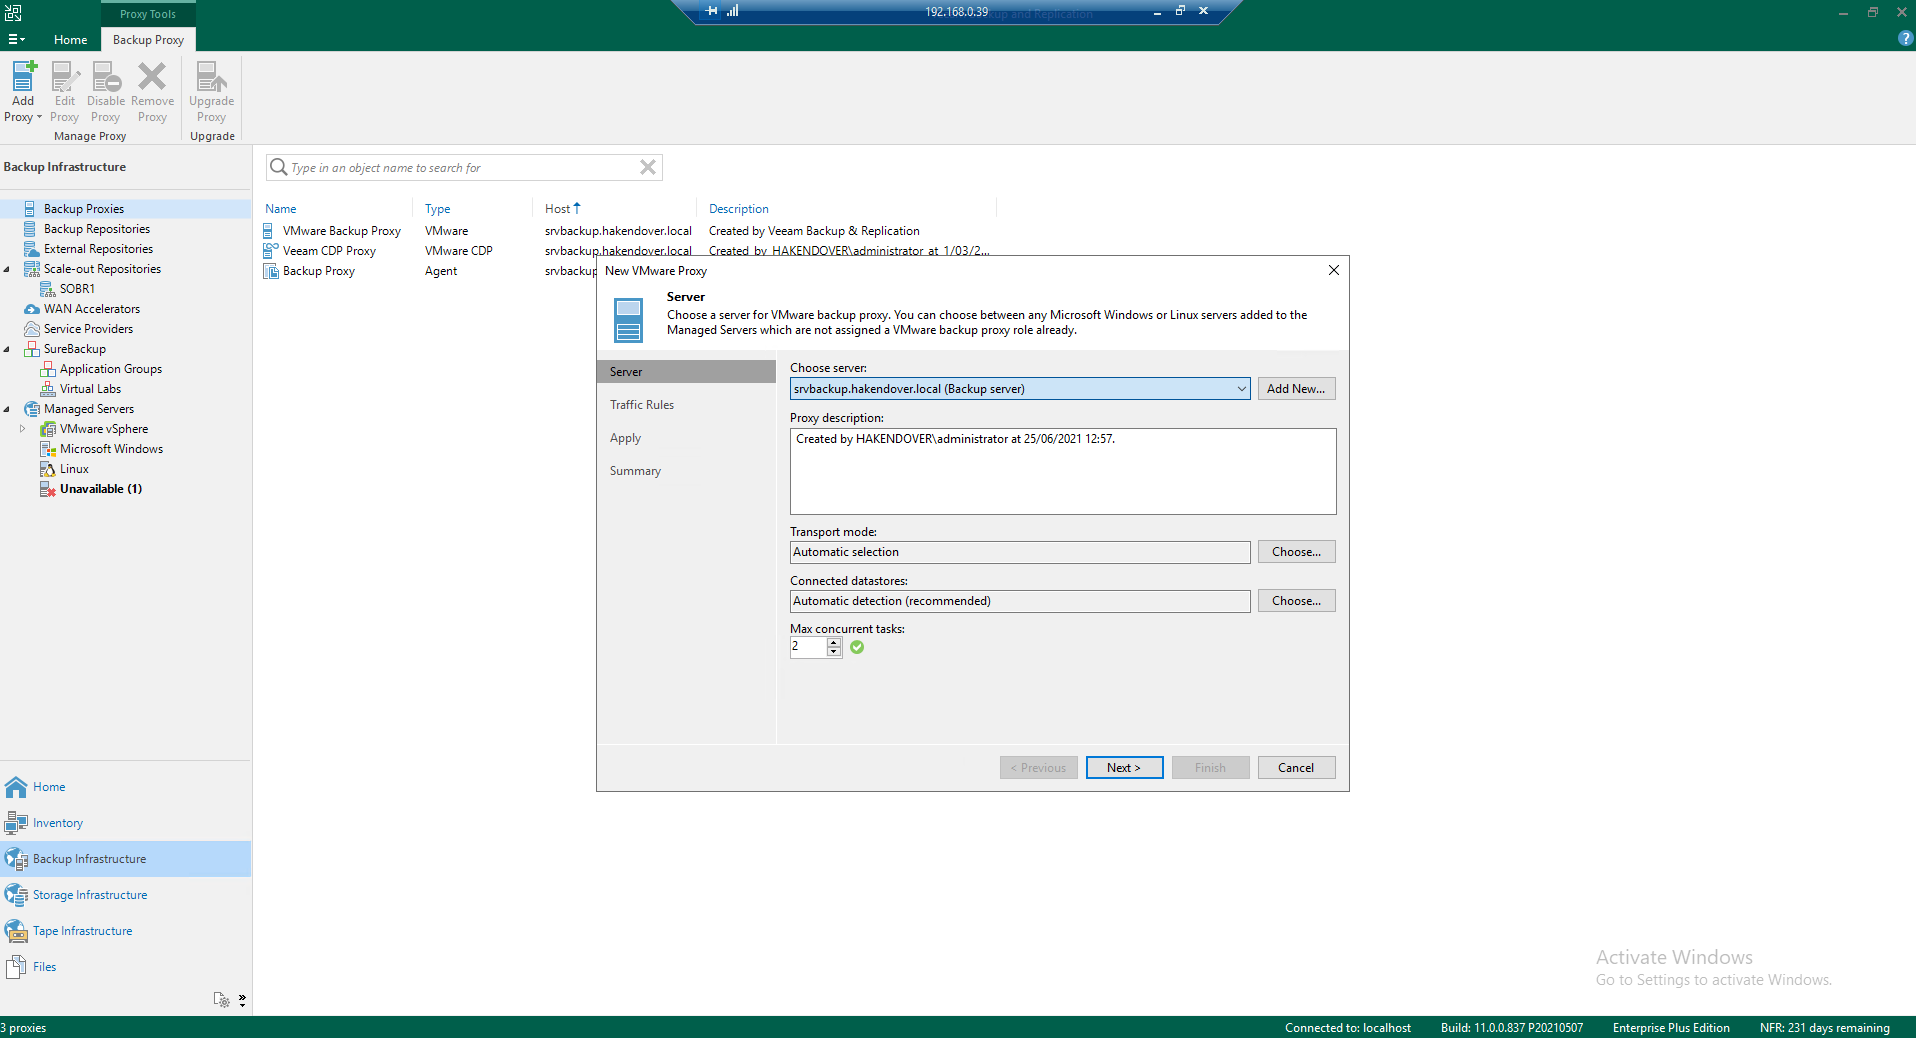 Proxy Tools
192.168.0.39
up and Replication
Home
Backup Proxy
Add
Proxy
Edit
Proxy
Disable
Proxy
Remove
Proxy
Upgrade
Proxy
Manage Proxy
Upgrade
Backup Infrastructure
Type in an object name to search for
Backup Proxies
Backup Repositories
External Repositories
Scale-out Repositories
SOBR1
WAN Accelerators
Service Providers
SureBackup
Application Groups
Virtual Labs
Managed Servers
VMware vSphere
Microsoft Windows
Linux
Unavailable (1)
Name Type Host Description
VMware Backup Proxy VMware srvbackup.hakendover.local Created by Veeam Backup & Replication
Veeam CDP Proxy VMware CDP srvbackup.hakendover.local Created by HAKENDOVER\administrator at 1/03/2...
Backup Proxy Agent srvbackup
New VMware Proxy
Server
Choose a server for VMware backup proxy. You can choose between any Microsoft Windows or Linux servers added to the
Managed Servers which are not assigned a VMware backup proxy role already.
Server
Traffic Rules
Apply
Summary
Choose server:
srvbackup.hakendover.local (Backup server)
Add New...
Proxy description:
Created by HAKENDOVER\administrator at 25/06/2021 12:57.
Transport mode:
Automatic selection
Choose...
Connected datastores:
Automatic detection (recommended)
Choose...
Max concurrent tasks:
2
< Previous
Next >
Finish
Cancel
Home
Inventory
Backup Infrastructure
Storage Infrastructure
Tape Infrastructure
Files
Activate Windows
Go to Settings to activate Windows.
3 proxies
Connected to: localhost
Build: 11.0.0.837 P20210507
Enterprise Plus Edition
NFR: 231 days remaining